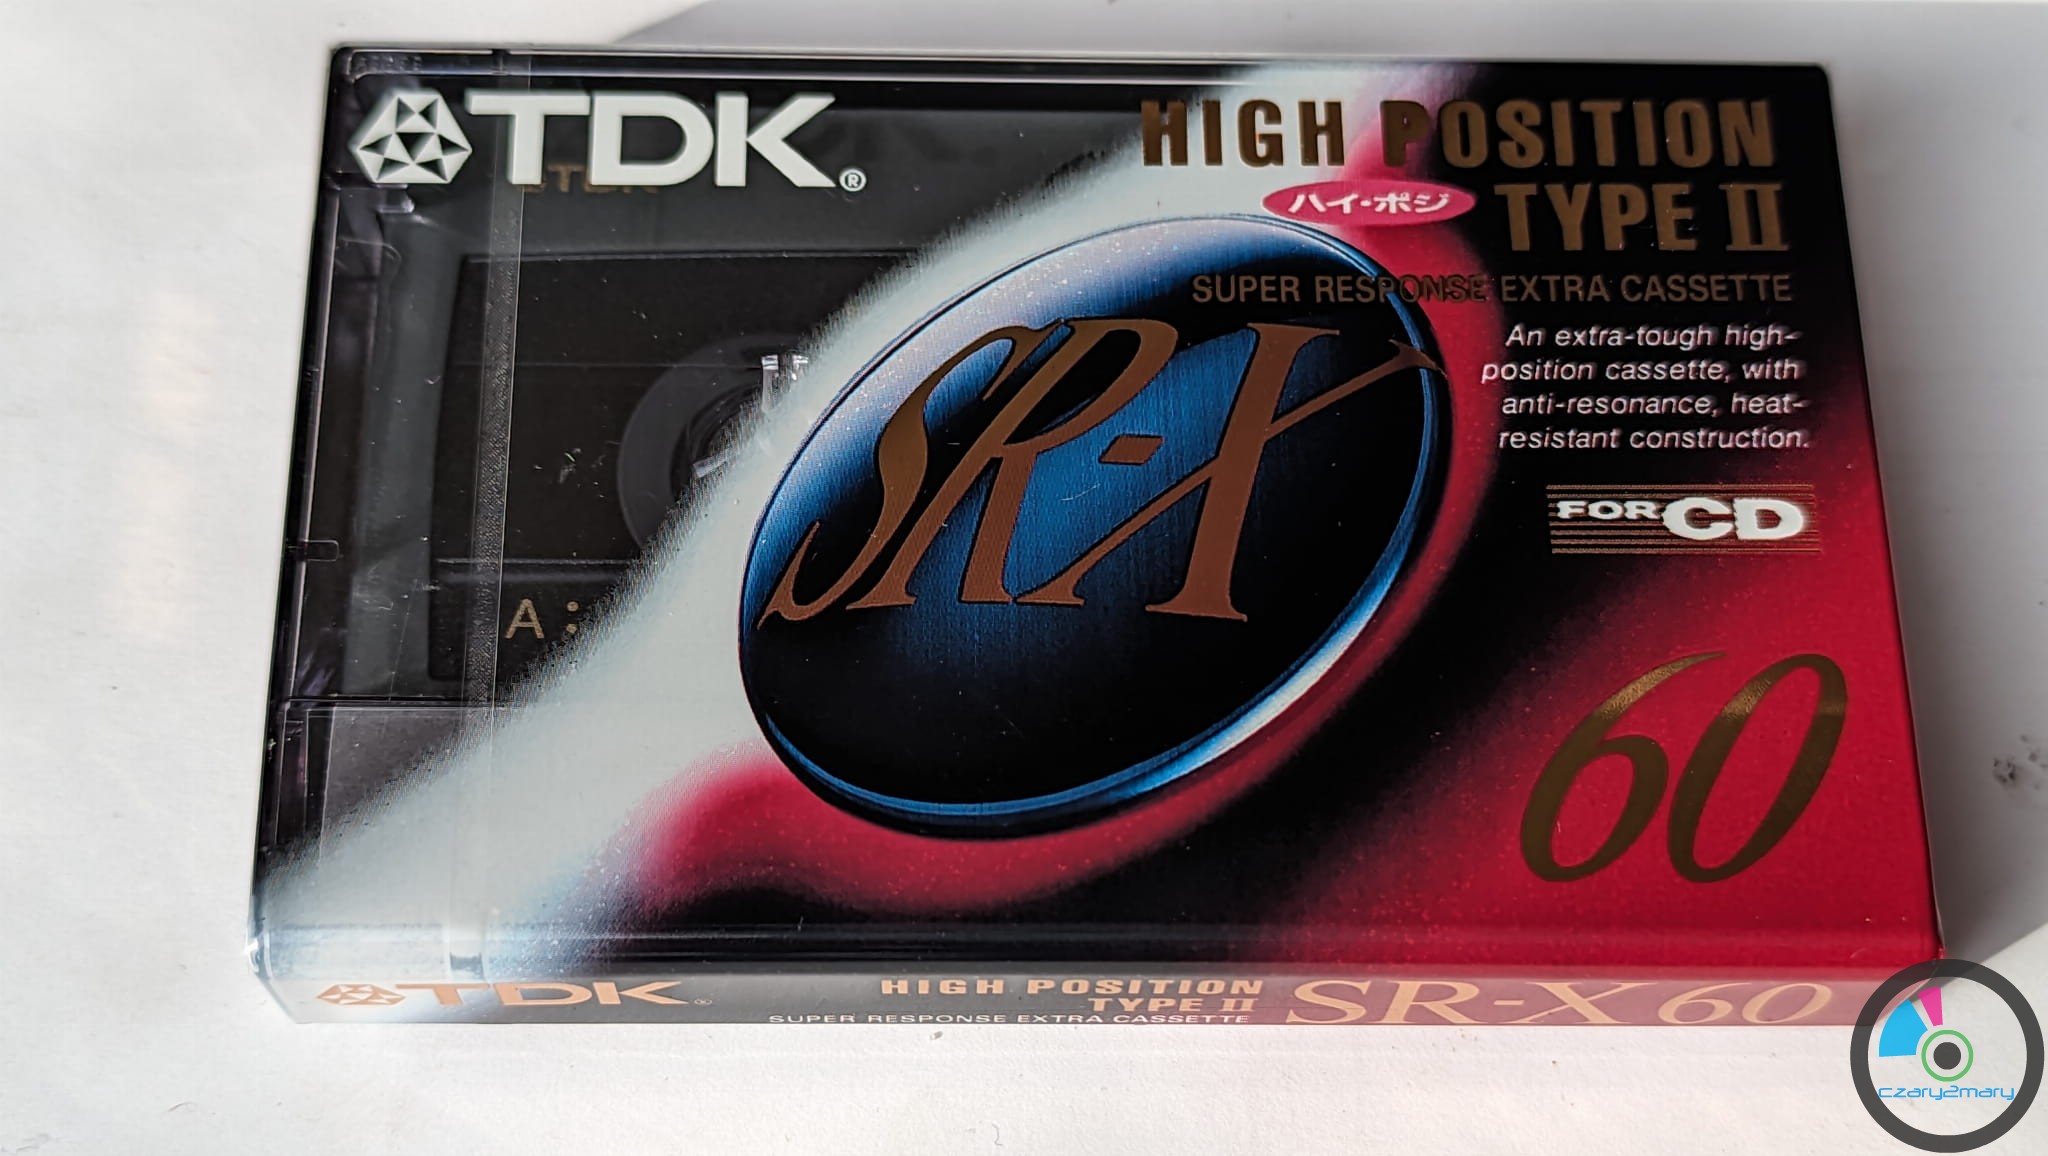 TDK®
HIGH POSITION
ハイ・ポジ TYPE II
SUPER RESPONSE EXTRA CASSETTE
An extra-tough high-
position cassette, with
anti-resonance, heat-
resistant construction.
FOR CD
SR-X
TDK
A:
60
TDK®
HIGH POSITION
TYPE II
SUPER RESPONSE EXTRA CASSETTE
SR-X 60
czary2mary